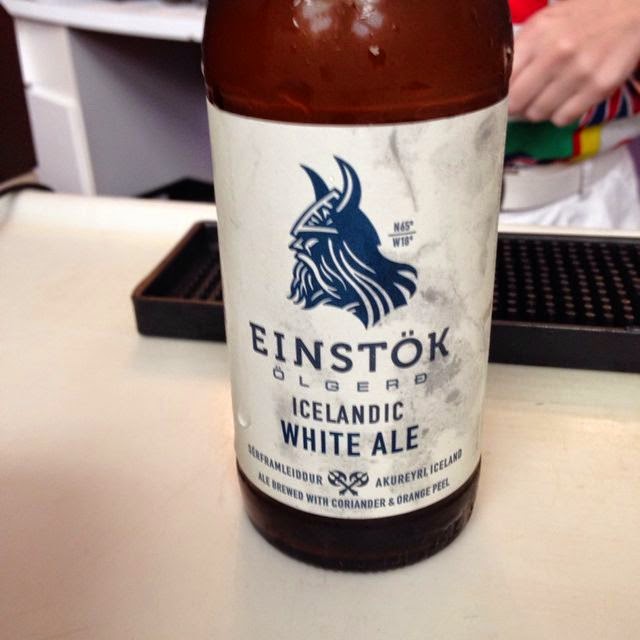 N65°
W18°
EINSTÖK
ÖLGERÐ
ICELANDIC
WHITE ALE
SÉRFRAMLEIDDUR AKUREYRI, ICELAND
ALE BREWED WITH CORIANDER & ORANGE PEEL